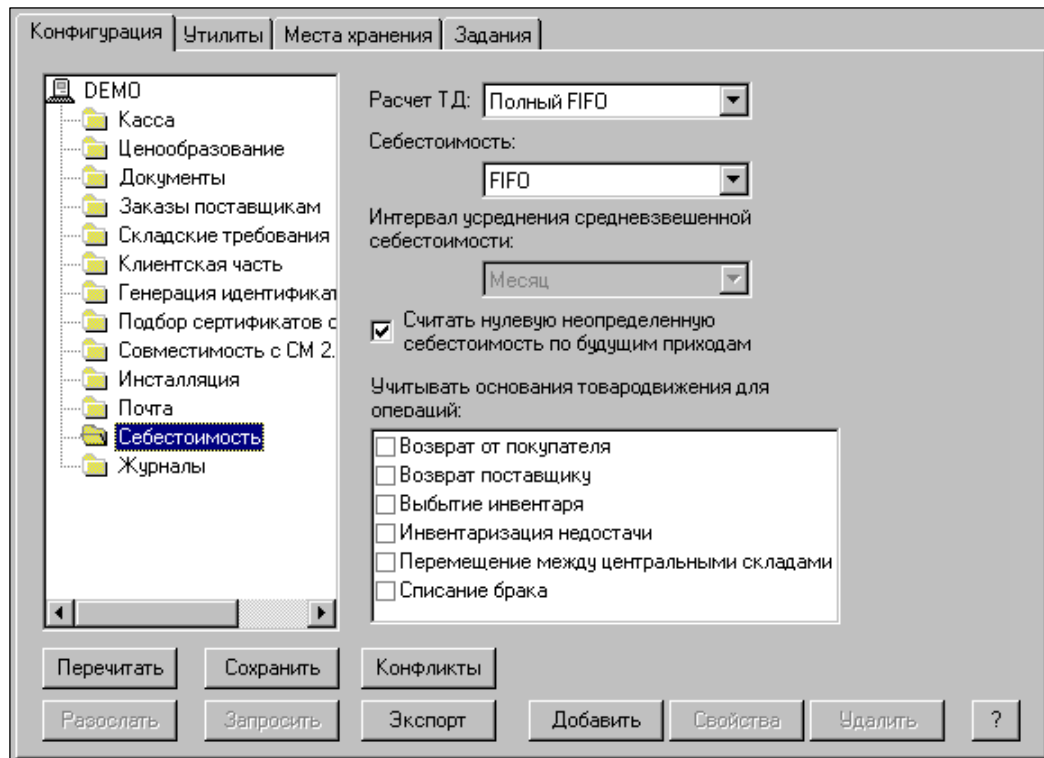 Конфигурация Утилиты Места хранения Задания
DEMO
Касса
Ценообразование
Документы
Заказы поставщикам
Складские требования
Клиентская часть
Генерация идентификат
Подбор сертификатов с
Совместимость с СМ 2.
Инсталляция
Почта
Себестоимость
Журналы
Расчет ТД: Полный FIFO
Себестоимость:
FIFO
Интервал усреднения средневзвешенной
себестоимости:
Месяц
Считать нулевую неопределенную
себестоимость по будущим приходам
Учитывать основания товародвижения для
операций:
Возврат от покупателя
Возврат поставщику
Выбытие инвентаря
Инвентаризация недостачи
Перемещение между центральными складами
Списание брака
Перечитать Сохранить Конфликты
Разослать Запросить Экспорт Добавить Свойства Удалить ?